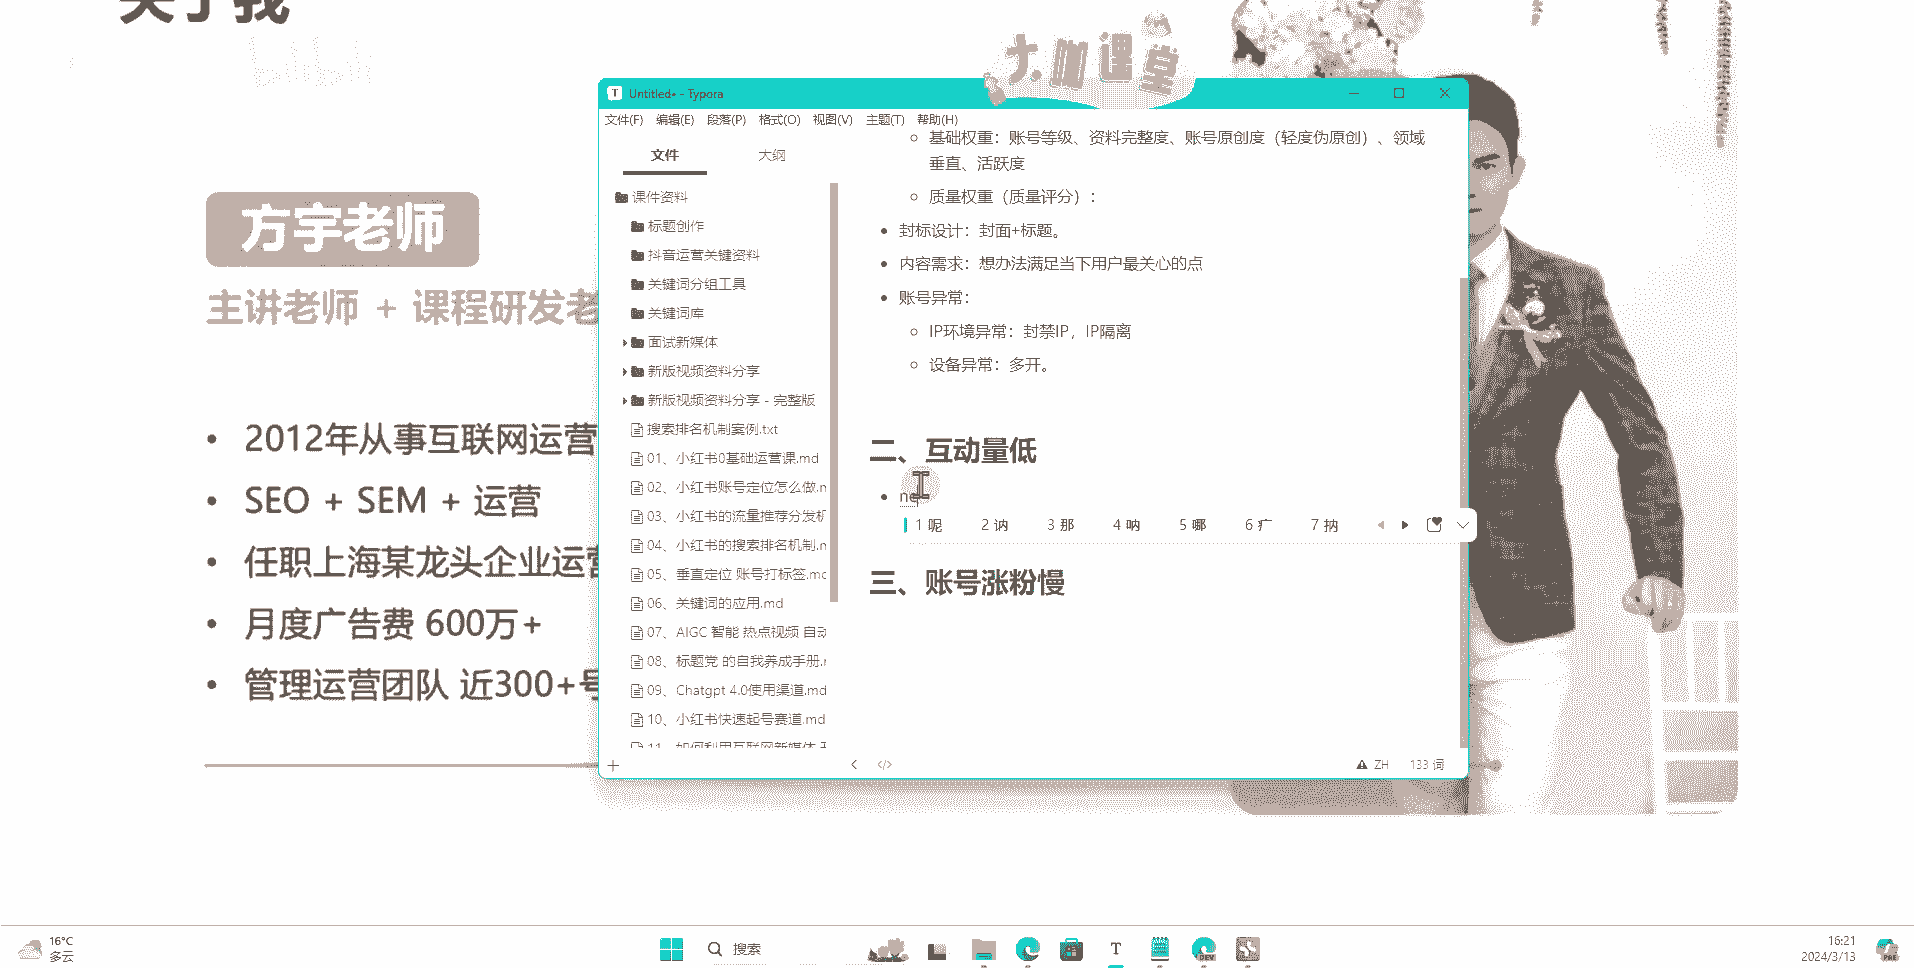 关于我
bilibili
大咖课堂
方宇老师
主讲老师 + 课程研发老
• 2012年从事互联网运营
• SEO + SEM + 运营
• 任职上海某龙头企业运营
• 月度广告费 600万+
• 管理运营团队 近300+号
Untitled• - Typora
文件(F) 编辑(E) 段落(P) 格式(O) 视图(V) 主题(T) 帮助(H)
文件 大纲
课件资料
标题创作
抖音运营关键资料
关键词分组工具
关键词库
面试新媒体
新版视频资料分享
新版视频资料分享 - 完整版
搜索排名机制案例.txt
01、小红书0基础运营课.md
02、小红书账号定位怎么做.m
03、小红书的流量推荐分发机
04、小红书的搜索排名机制.m
05、垂直定位 账号打标签.md
06、关键词的应用.md
07、AIGC 智能 热点视频 自动
08、标题党 的自我养成手册.m
09、Chatgpt 4.0使用渠道.md
10、小红书快速起号赛道.md
11、如何利用互联网新媒体
基础权重：账号等级、资料完整度、账号原创度（轻度伪原创）、领域
垂直、活跃度
质量权重（质量评分）：
• 封标设计：封面+标题。
• 内容需求：想办法满足当下用户最关心的点
• 账号异常：
IP环境异常：封禁IP，IP隔离
设备异常：多开。
二、互动量低
• ne
1 呢 2 讷 3 那 4 呐 5 哪 6 疒 7 抐
三、账号涨粉慢
ZH 133 词
16°C
多云
搜索
T
DEV
16:21
2024/3/13
PRE